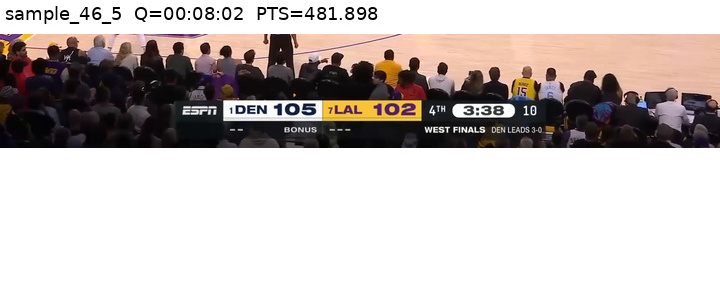 sample_46_5 Q=00:08:02 PTS=481.898
ESPN 1 DEN 105 7 LAL 102 4TH 3:38 10
-- BONUS --- WEST FINALS DEN LEADS 3-0
15